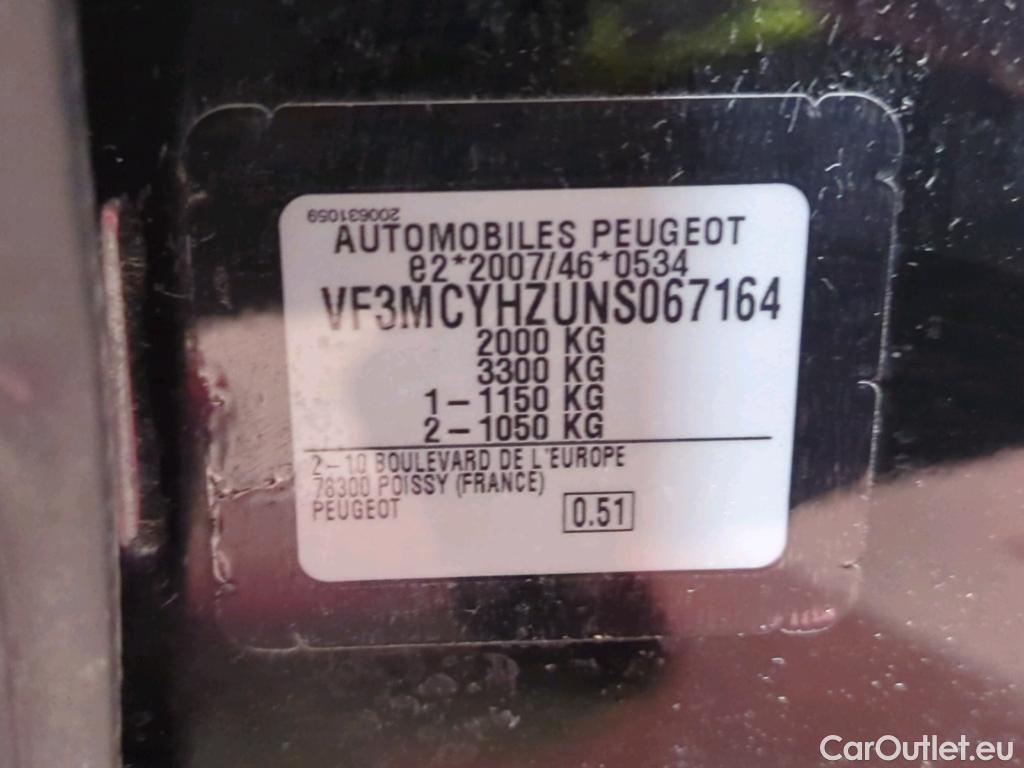 200631059
AUTOMOBILES PEUGEOT
e2*2007/46*0534
VF3MCYHZUNS067164
2000 KG
3300 KG
1-1150 KG
2-1050 KG
2-10 BOULEVARD DE L'EUROPE
78300 POISSY (FRANCE)
PEUGEOT
0.51
CarOutlet.eu